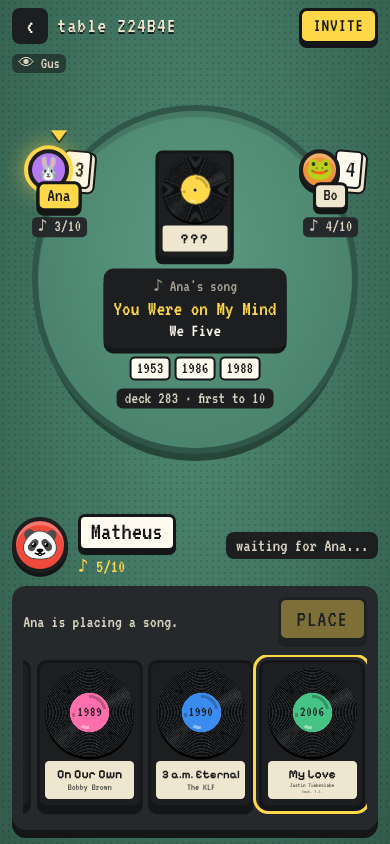 table Z24B4E
INVITE
Gus
3
4
Ana
Bo
♪ 3/10
♪ 4/10
???
♪ Ana's song
You Were on My Mind
We Five
1953
1986
1988
deck 283 · first to 10
Matheus
♪ 5/10
waiting for Ana...
Ana is placing a song.
PLACE
1989
1990
2006
On Our Own
Bobby Brown
3 a.m. Eternal
The KLF
My Love
Justin Timberlake
feat. T.I.